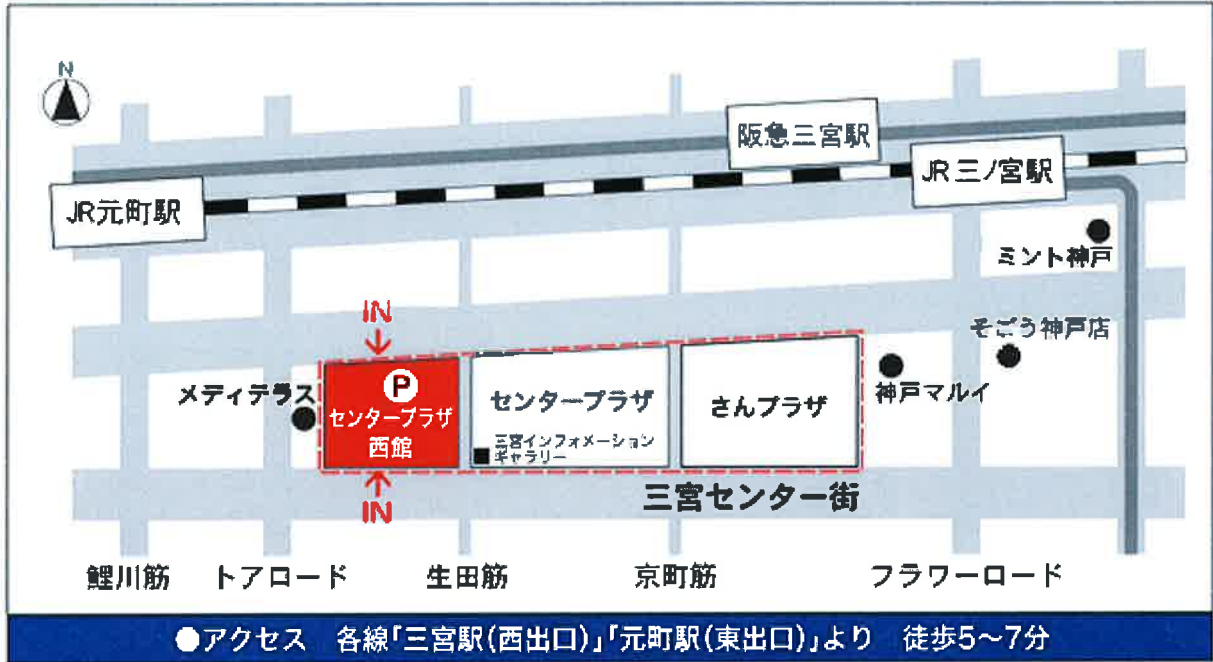 N
阪急三宮駅
JR三ノ宮駅
JR元町駅
ミント神戸
IN
そごう神戸店
メディテラス
P
センタープラザ
西館
センタープラザ
三宮インフォメーション
ギャラリー
さんプラザ
神戸マルイ
IN
三宮センター街
鯉川筋
トアロード
生田筋
京町筋
フラワーロード
●アクセス 各線「三宮駅(西出口)」「元町駅(東出口)」より 徒歩5〜7分